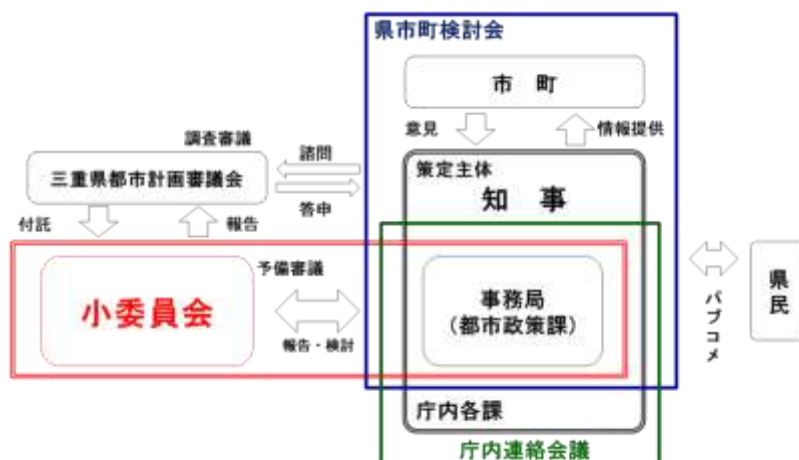 県市町検討会
市 町
意見
情報提供
調査審議
三重県都市計画審議会
諮問
答申
策定主体
知 事
付託
報告
予備審議
小委員会
報告・検討
事務局
(都市政策課)
県民
パブコメ
庁内各課
庁内連絡会議